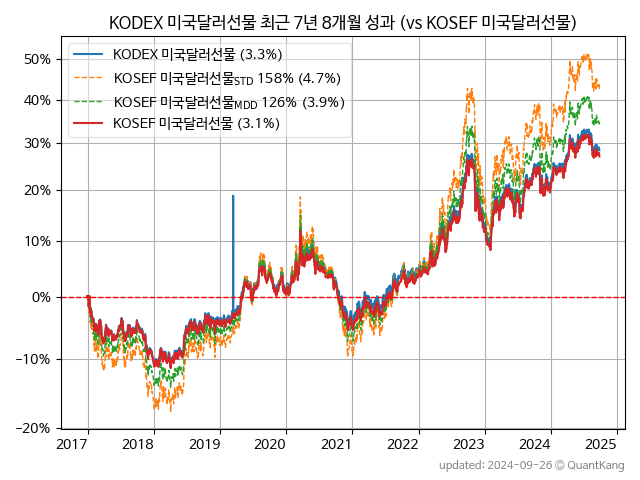 KODEX 미국달러선물 최근 7년 8개월 성과 (vs KOSEF 미국달러선물)
KODEX 미국달러선물 (3.3%)
KOSEF 미국달러선물STD 158% (4.7%)
KOSEF 미국달러선물MDD 126% (3.9%)
KOSEF 미국달러선물 (3.1%)
50%
40%
30%
20%
10%
0%
-10%
-20%
2017 2018 2019 2020 2021 2022 2023 2024 2025
updated: 2024-09-26 © QuantKang